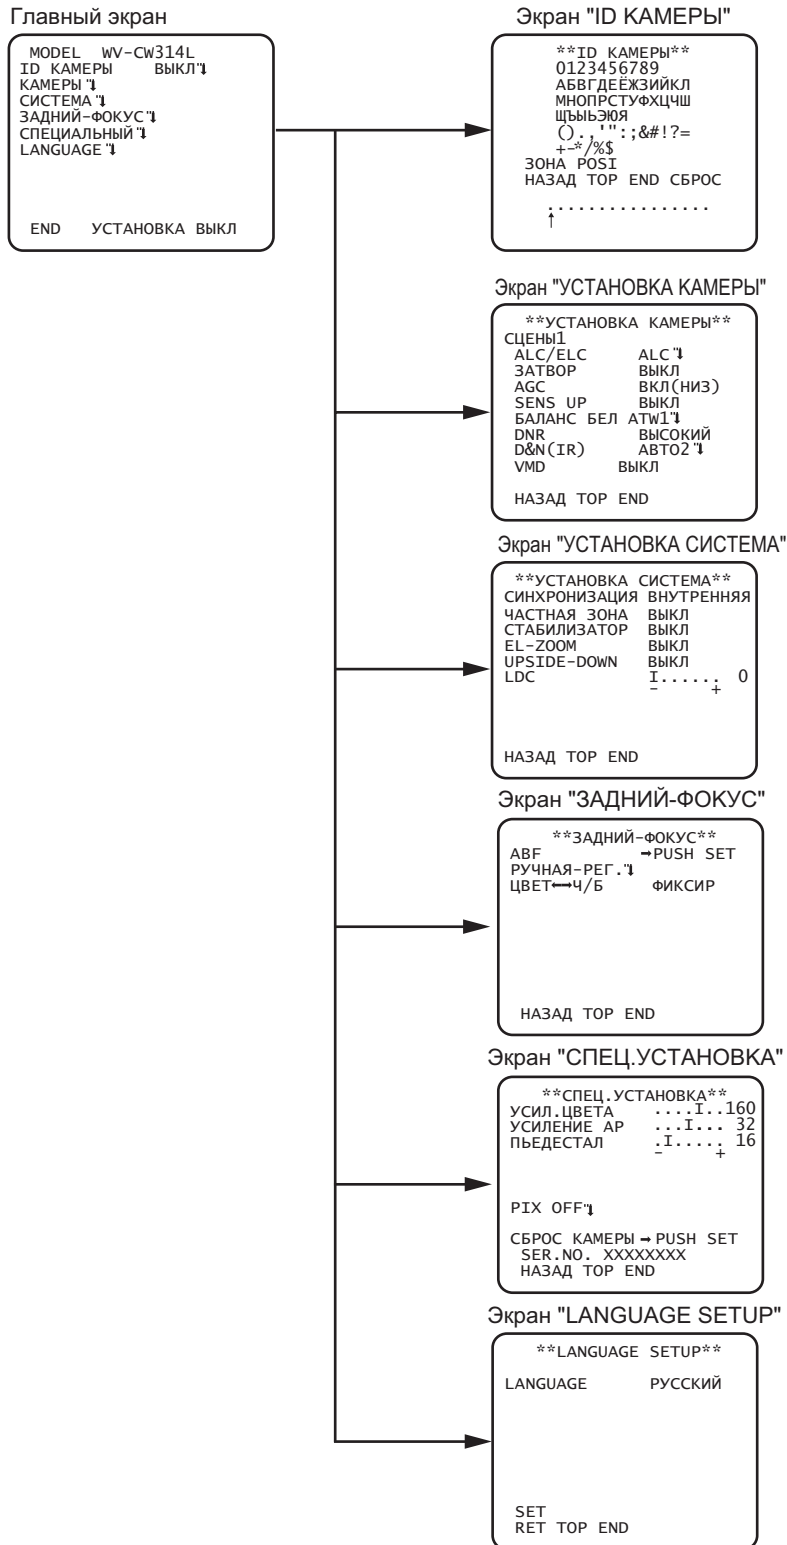 Главный экран
MODEL WV-CW314L
ID КАМЕРЫ ВЫКЛ
КАМЕРЫ
СИСТЕМА
ЗАДНИЙ-ФОКУС
СПЕЦИАЛЬНЫЙ
LANGUAGE
END УСТАНОВКА ВЫКЛ
Экран "ID КАМЕРЫ"
**ID КАМЕРЫ**
0123456789
АБВГДЕЁЖЗИЙКЛ
МНОПРСТУФХЦЧШ
ЩЪЫЬЭЮЯ
().,'":;&#!?=
+-*/%$
ЗОНА POSI
НАЗАД TOP END СБРОС
................
↑
Экран "УСТАНОВКА КАМЕРЫ"
**УСТАНОВКА КАМЕРЫ**
СЦЕНЫ1
ALC/ELC ALC
ЗАТВОР ВЫКЛ
AGC ВКЛ(НИЗ)
SENS UP ВЫКЛ
БАЛАНС БЕЛ ATW1
DNR ВЫСОКИЙ
D&N(IR) АВТО2
VMD ВЫКЛ
НАЗАД TOP END
Экран "УСТАНОВКА СИСТЕМА"
**УСТАНОВКА СИСТЕМА**
СИНХРОНИЗАЦИЯ ВНУТРЕННЯЯ
ЧАСТНАЯ ЗОНА ВЫКЛ
СТАБИЛИЗАТОР ВЫКЛ
EL-ZOOM ВЫКЛ
UPSIDE-DOWN ВЫКЛ
LDC I...... 0
- +
НАЗАД TOP END
Экран "ЗАДНИЙ-ФОКУС"
**ЗАДНИЙ-ФОКУС**
ABF ➞PUSH SET
РУЧНАЯ-РЕГ.
ЦВЕТ⟷Ч/Б ФИКСИР
НАЗАД TOP END
Экран "СПЕЦ.УСТАНОВКА"
**СПЕЦ.УСТАНОВКА**
УСИЛ.ЦВЕТА ....I..160
УСИЛЕНИЕ АР ...I... 32
ПЬЕДЕСТАЛ .I..... 16
- +
PIX OFF
СБРОС КАМЕРЫ ➞ PUSH SET
SER.NO. XXXXXXXX
НАЗАД TOP END
Экран "LANGUAGE SETUP"
**LANGUAGE SETUP**
LANGUAGE РУССКИЙ
SET
RET TOP END